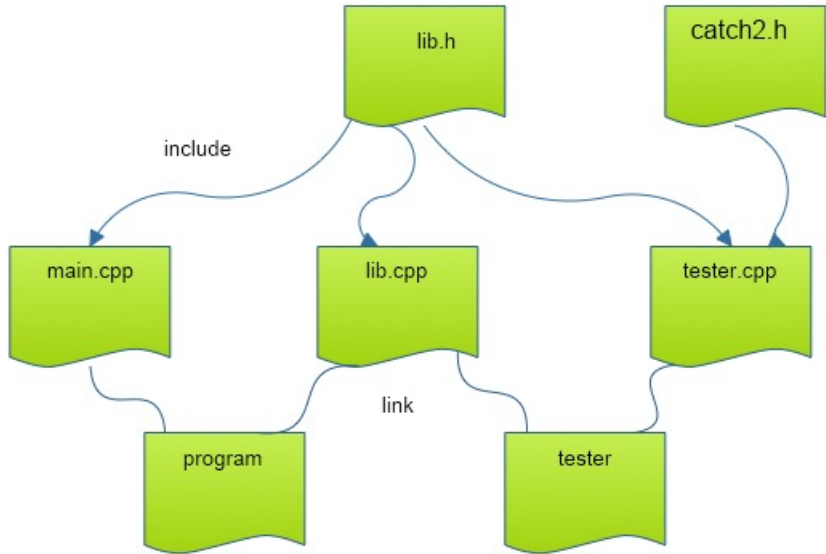 lib.h
catch2.h
include
main.cpp
lib.cpp
tester.cpp
link
program
tester